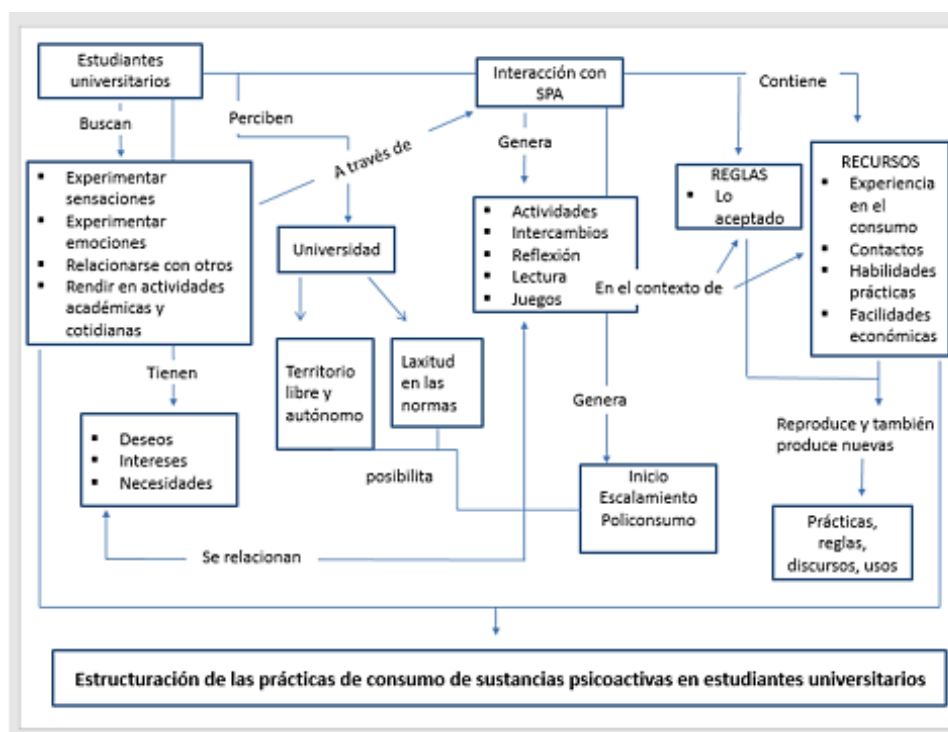 Estudiantes
universitarios
Interacción con
SPA
Contiene
Buscan
Perciben
A través de
Genera
▪ Experimentar
sensaciones
▪ Experimentar
emociones
▪ Relacionarse con otros
▪ Rendir en actividades
académicas y
cotidianas
Universidad
▪ Actividades
▪ Intercambios
▪ Reflexión
▪ Lectura
▪ Juegos
REGLAS
▪ Lo
aceptado
RECURSOS
▪ Experiencia
en el
consumo
▪ Contactos
▪ Habilidades
prácticas
▪ Facilidades
económicas
En el contexto de
Tienen
Territorio
libre y
autónomo
Laxitud
en las
normas
Genera
Reproduce y también
produce nuevas
▪ Deseos
▪ Intereses
▪ Necesidades
posibilita
Inicio
Escalamiento
Policonsumo
Prácticas,
reglas,
discursos, usos
Se relacionan
Estructuración de las prácticas de consumo de sustancias psicoactivas en estudiantes universitarios